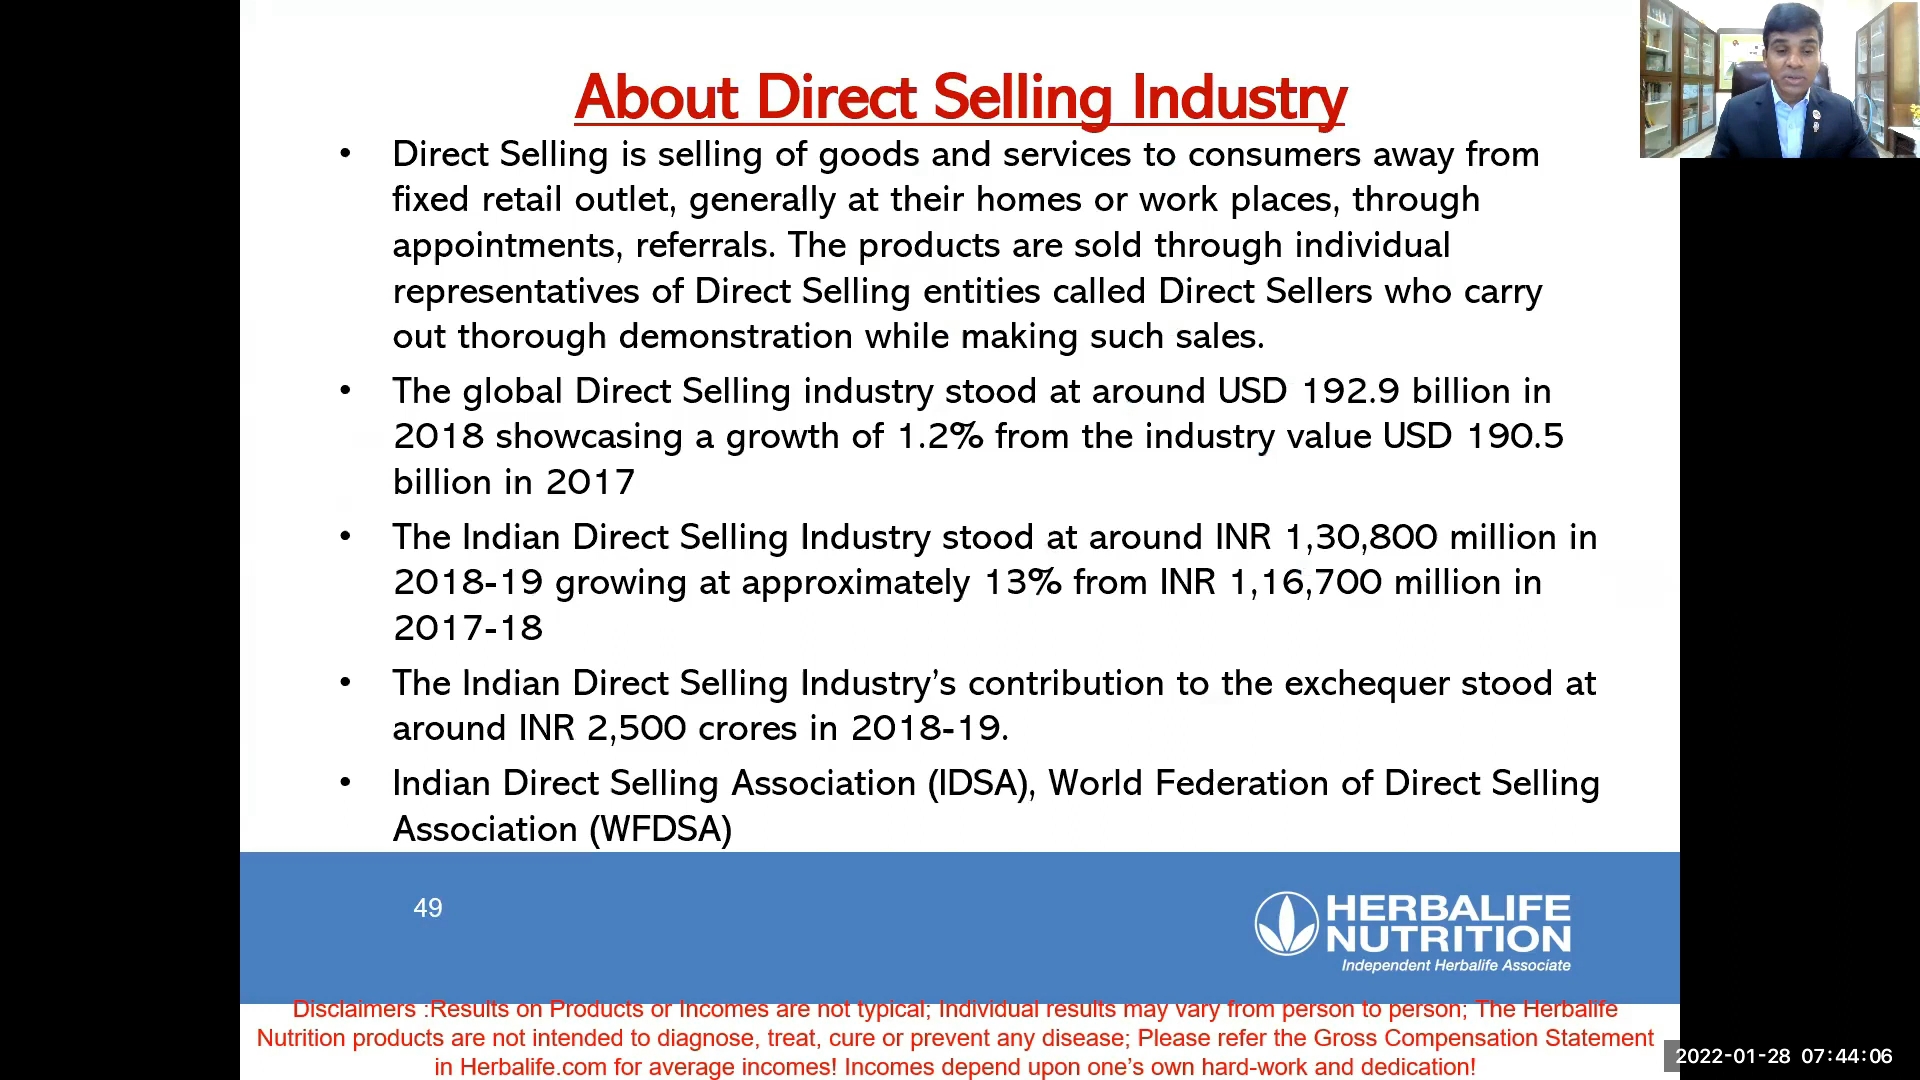 About Direct Selling Industry
• Direct Selling is selling of goods and services to consumers away from
fixed retail outlet, generally at their homes or work places, through
appointments, referrals. The products are sold through individual
representatives of Direct Selling entities called Direct Sellers who carry
out thorough demonstration while making such sales.
• The global Direct Selling industry stood at around USD 192.9 billion in
2018 showcasing a growth of 1.2% from the industry value USD 190.5
billion in 2017
• The Indian Direct Selling Industry stood at around INR 1,30,800 million in
2018-19 growing at approximately 13% from INR 1,16,700 million in
2017-18
• The Indian Direct Selling Industry’s contribution to the exchequer stood at
around INR 2,500 crores in 2018-19.
• Indian Direct Selling Association (IDSA), World Federation of Direct Selling
Association (WFDSA)
49
HERBALIFE
NUTRITION
Independent Herbalife Associate
Disclaimers :Results on Products or Incomes are not typical; Individual results may vary from person to person; The Herbalife
Nutrition products are not intended to diagnose, treat, cure or prevent any disease; Please refer the Gross Compensation Statement
in Herbalife.com for average incomes! Incomes depend upon one’s own hard-work and dedication!
2022-01-28 07:44:06